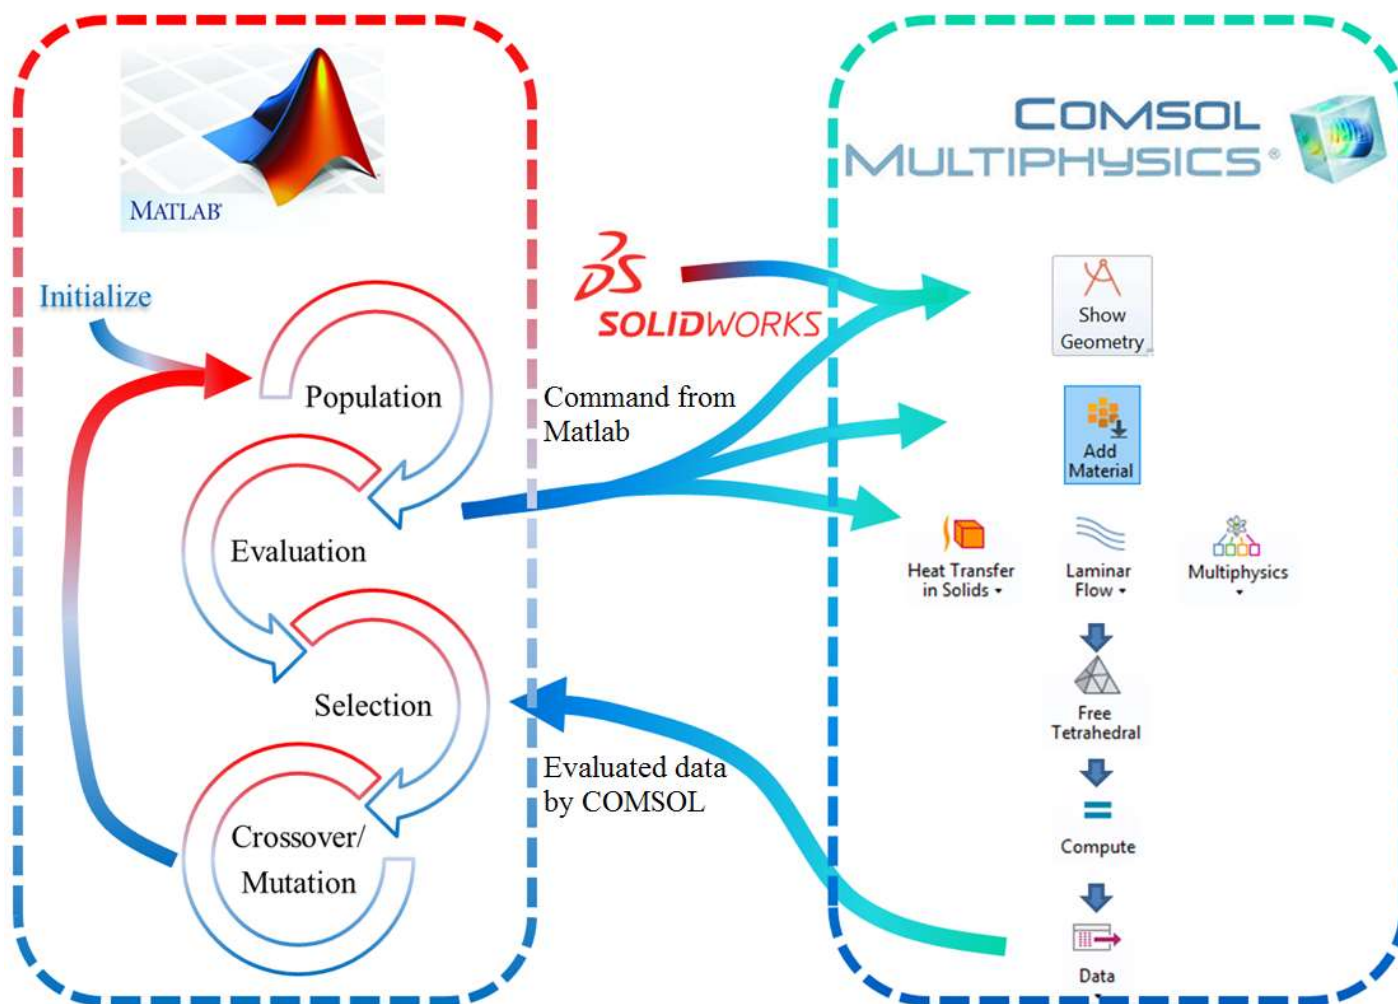 MATLAB®
COMSOL
MULTIPHYSICS®
Initialize
Population
Evaluation
Selection
Crossover/
Mutation
SOLIDWORKS
Command from
Matlab
Evaluated data
by COMSOL
Show
Geometry
Add
Material
Heat Transfer
in Solids
Laminar
Flow
Multiphysics
Free
Tetrahedral
Compute
Data